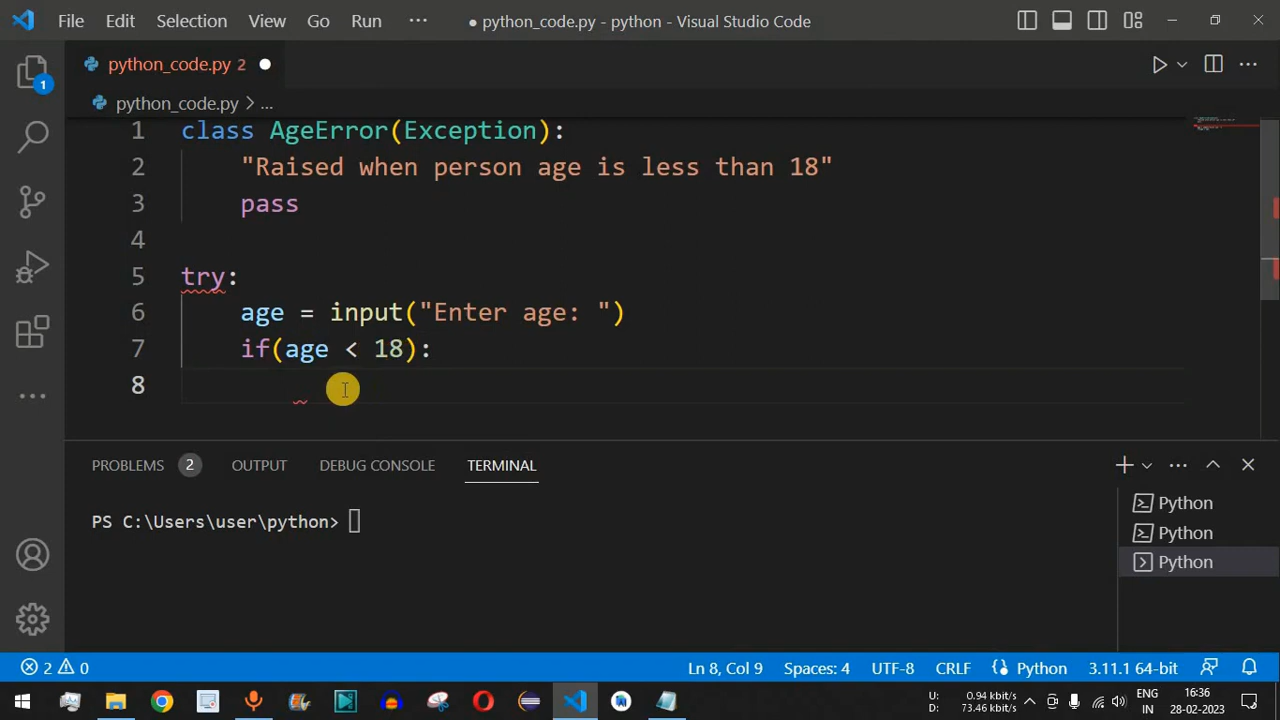 File Edit Selection View Go Run ··· ● python_code.py - python - Visual Studio Code
python_code.py 2 ●
python_code.py > ...
1 class AgeError(Exception):
2 "Raised when person age is less than 18"
3 pass
4
5 try:
6 age = input("Enter age: ")
7 if(age < 18):
8
1
PROBLEMS 2 OUTPUT DEBUG CONSOLE TERMINAL
PS C:\Users\user\python>
Python
Python
Python
2 0 Ln 8, Col 9 Spaces: 4 UTF-8 CRLF Python 3.11.1 64-bit
U: 0.94 kbit/s ENG 16:36
D: 73.46 kbit/s IN 28-02-2023